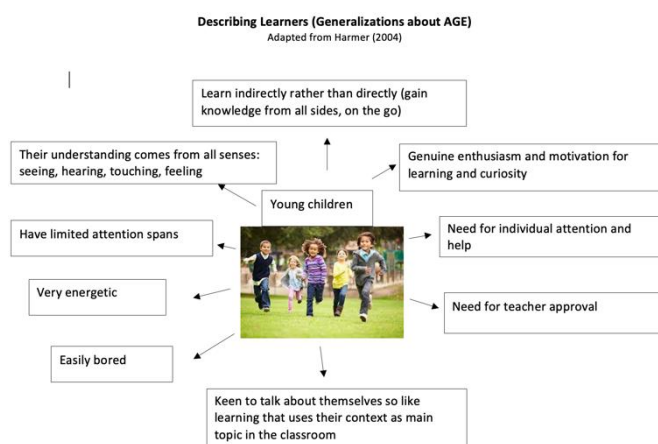 Describing Learners (Generalizations about AGE)
Adapted from Harmer (2004)
Learn indirectly rather than directly (gain
knowledge from all sides, on the go)
Their understanding comes from all senses:
seeing, hearing, touching, feeling
Genuine enthusiasm and motivation for
learning and curiosity
Young children
Have limited attention spans
Need for individual attention and
help
Very energetic
Need for teacher approval
Easily bored
Keen to talk about themselves so like
learning that uses their context as main
topic in the classroom